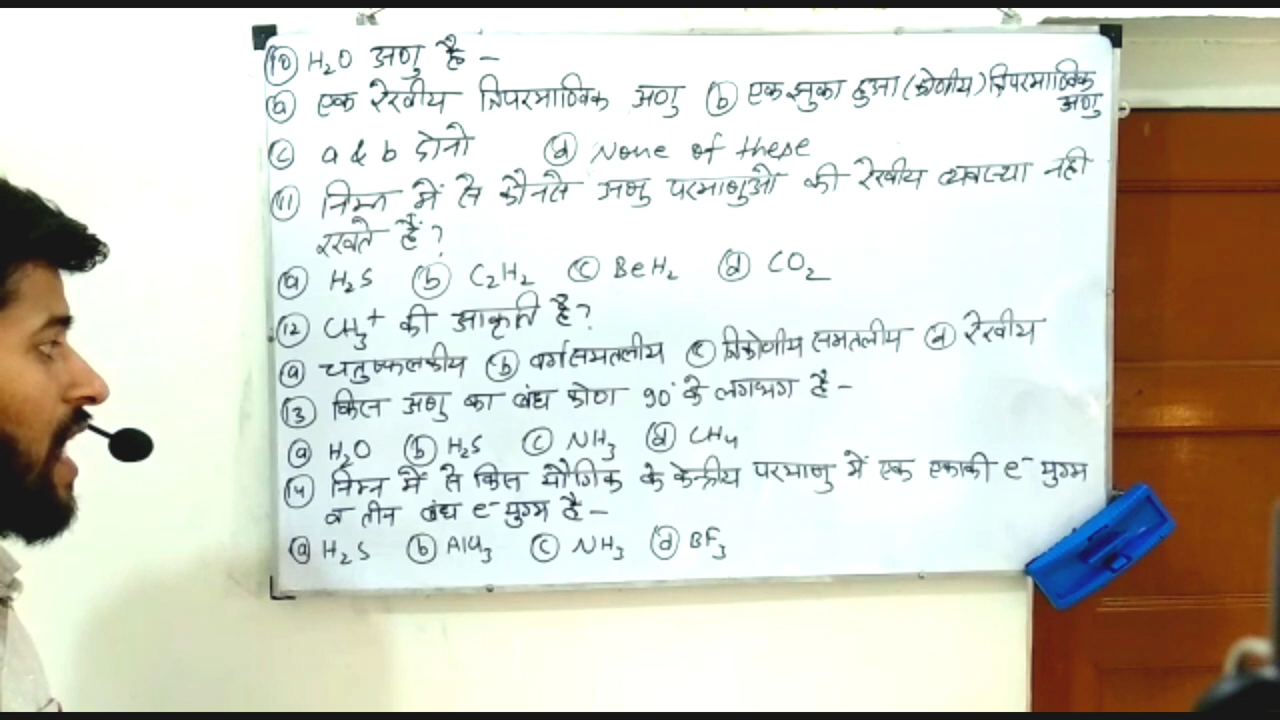 (10) H₂O अणु है -
(a) एक रेखीय त्रिपरमाण्विक अणु (b) एक झुका हुआ (कोणीय) त्रिपरमाण्विक अणु
(c) a & b दोनो (d) None of these
(11) निम्न में से कौनसे अणु परमाणुओ की रेखीय व्यवस्था नही
रखते हैं?
(a) H₂S (b) C₂H₂ (c) BeH₂ (d) CO₂
(12) CH₃⁺ की आकृति है?
(a) चतुष्फलकीय (b) वर्गसमतलीय (c) त्रिकोणीय समतलीय (d) रेखीय
(13) किस अणु का बंध कोण 90° के लगभग है -
(a) H₂O (b) H₂S (c) NH₃ (d) CH₄
(14) निम्न में से किस यौगिक के केन्द्रीय परमाणु में एक एकाकी e⁻ युग्म
व तीन बंध e⁻ युग्म है -
(a) H₂S (b) AlCl₃ (c) NH₃ (d) BF₃